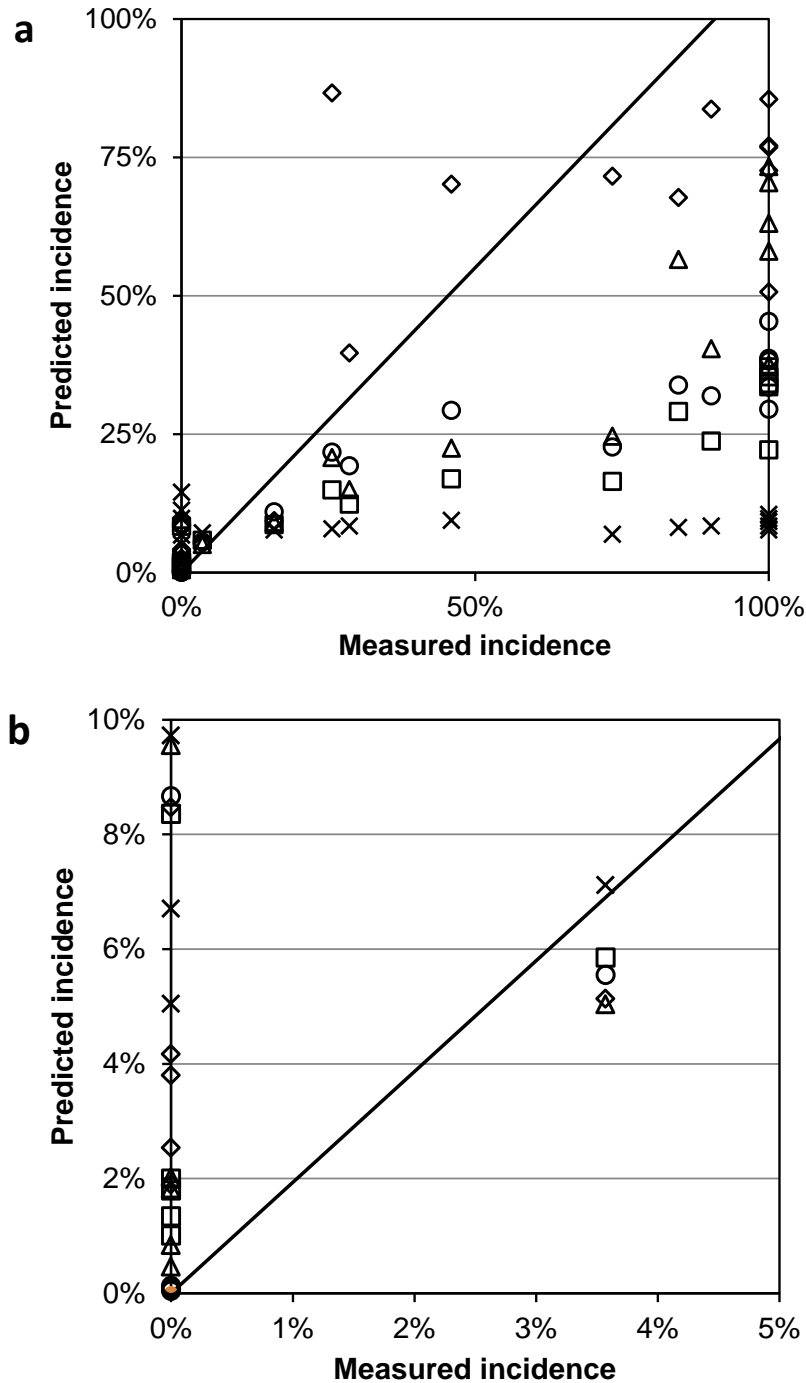 a
100%
75%
50%
25%
0%
Predicted incidence
0% 50% 100%
Measured incidence
b
10%
8%
6%
4%
2%
0%
Predicted incidence
0% 1% 2% 3% 4% 5%
Measured incidence